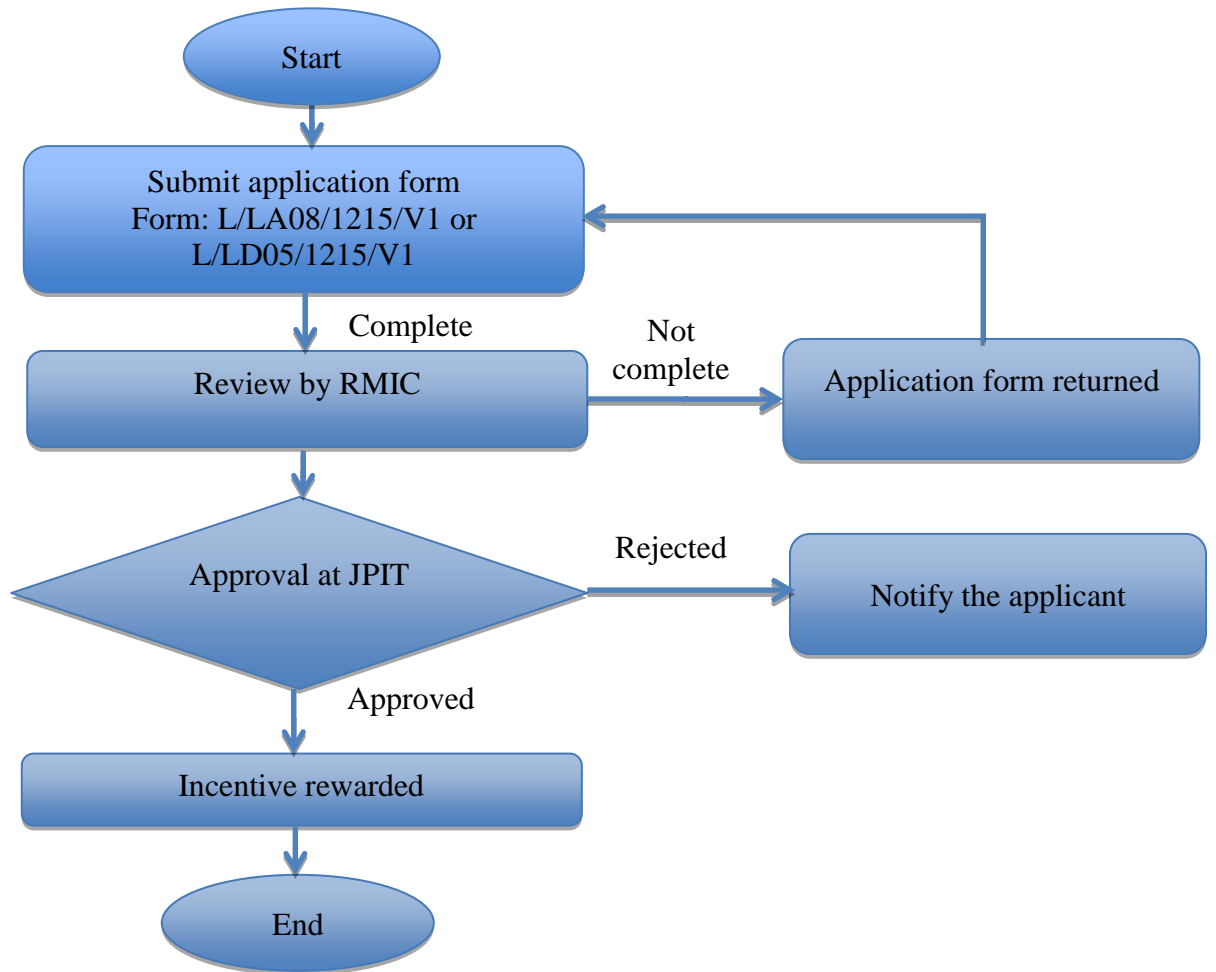 Start
Submit application form
Form: L/LA08/1215/V1 or
L/LD05/1215/V1
Complete
Not
complete
Review by RMIC
Application form returned
Approval at JPIT
Rejected
Notify the applicant
Approved
Incentive rewarded
End